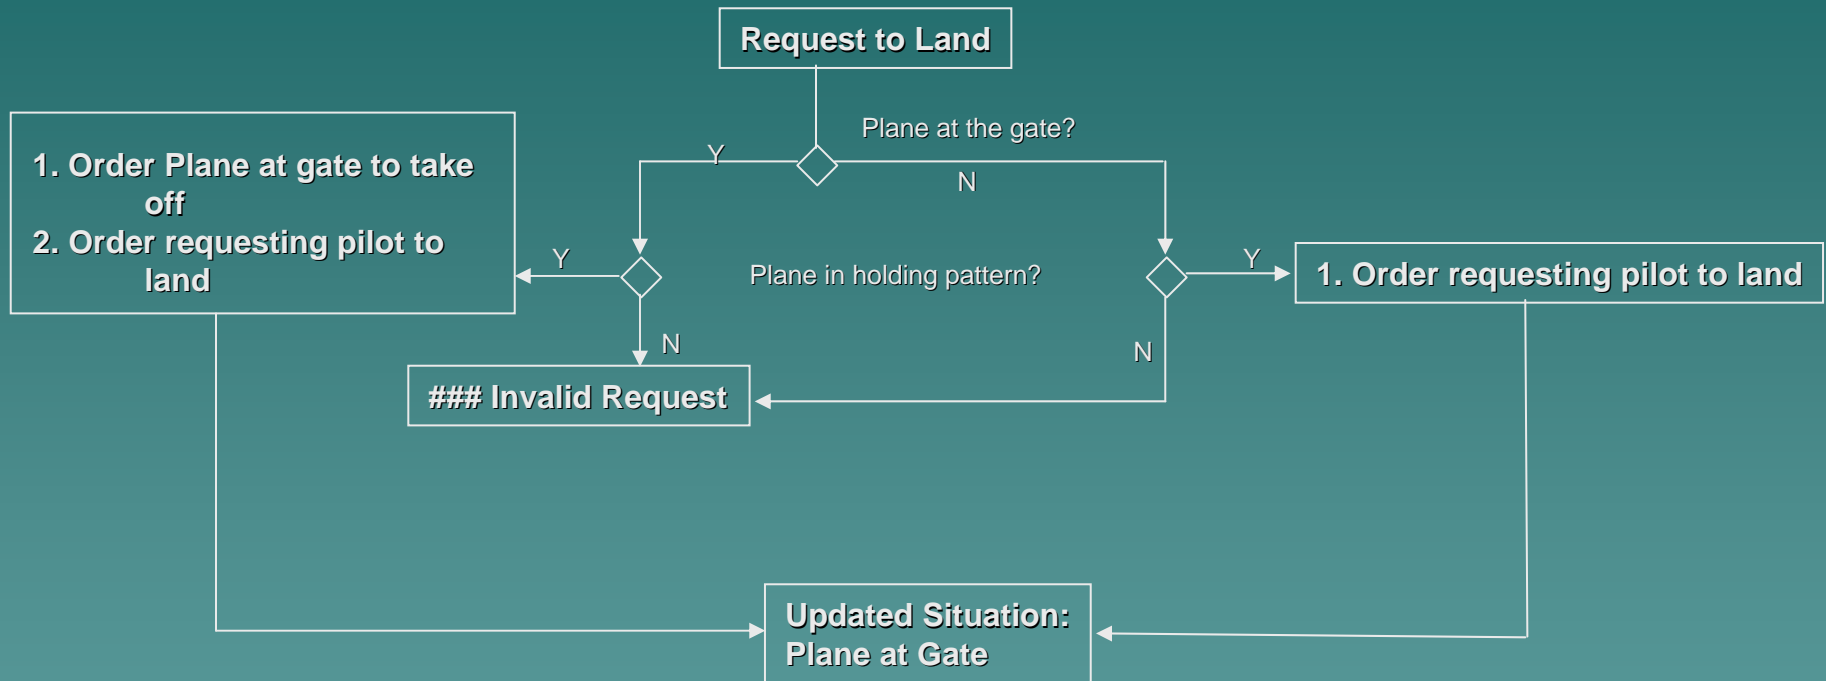 Request to Land
Plane at the gate?
Y
N
1. Order Plane at gate to take
off
2. Order requesting pilot to
land
Y
Plane in holding pattern?
Y
1. Order requesting pilot to land
N
N
### Invalid Request
Updated Situation:
Plane at Gate